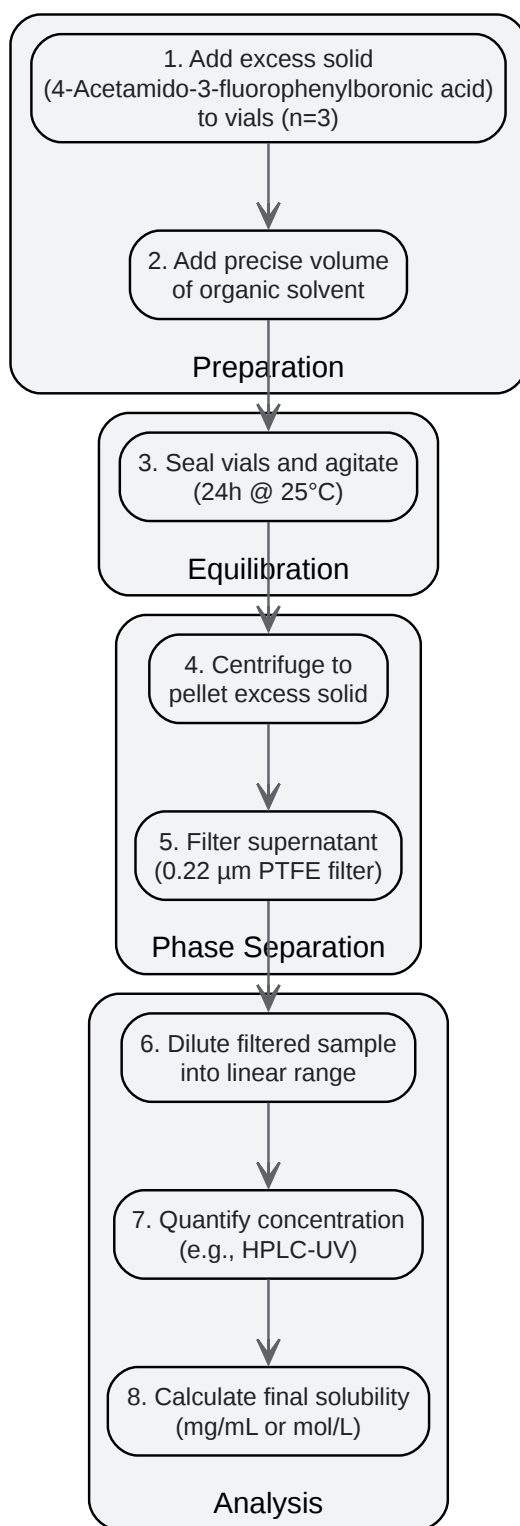 1. Add excess solid
(4-Acetamido-3-fluorophenylboronic acid)
to vials (n=3)
2. Add precise volume
of organic solvent
Preparation
3. Seal vials and agitate
(24h @ 25°C)
Equilibration
4. Centrifuge to
pellet excess solid
5. Filter supernatant
(0.22 µm PTFE filter)
Phase Separation
6. Dilute filtered sample
into linear range
7. Quantify concentration
(e.g., HPLC-UV)
8. Calculate final solubility
(mg/mL or mol/L)
Analysis